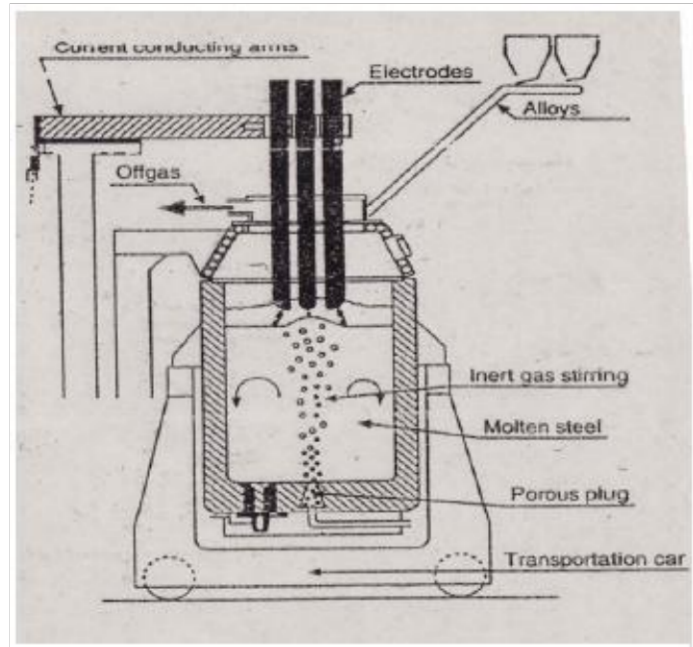 Current conducting arms
Electrodes
Alloys
Offgas
Inert gas stirring
Molten steel
Porous plug
Transportation car